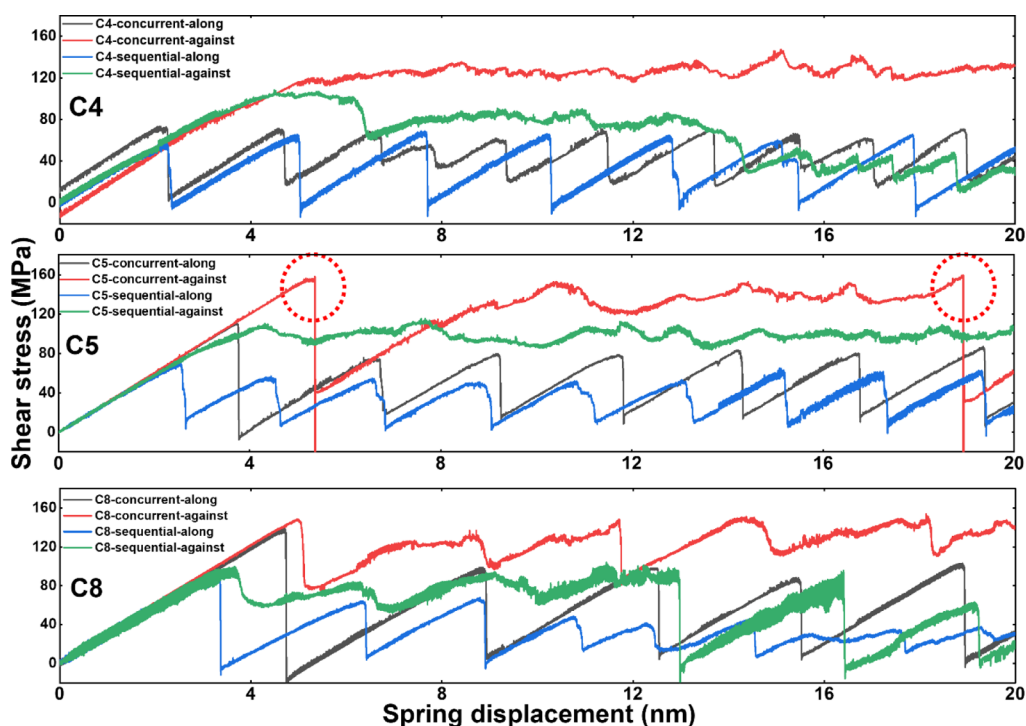 160
120
80
40
0
C4-concurrent-along
C4-concurrent-against
C4-sequential-along
C4-sequential-against
C4
0 4 8 12 16 20
Shear stress (MPa)
160
120
80
40
0
C5-concurrent-along
C5-concurrent-against
C5-sequential-along
C5-sequential-against
C5
0 4 8 12 16 20
160
120
80
40
0
C8-concurrent-along
C8-concurrent-against
C8-sequential-along
C8-sequential-against
C8
0 4 8 12 16 20
Spring displacement (nm)